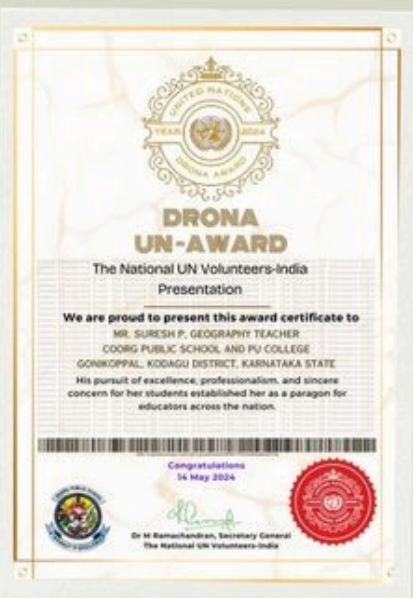 UNITED NATIONS
YEAR 2024
DRONA AWARD
DRONA
UN-AWARD
The National UN Volunteers-India
Presentation
We are proud to present this award certificate to
MR. SURESH P, GEOGRAPHY TEACHER
COORG PUBLIC SCHOOL AND PU COLLEGE
GONIKOPPAL, KODAGU DISTRICT, KARNATAKA STATE
His pursuit of excellence, professionalism, and sincere
concern for her students established her as a paragon for
educators across the nation.
Congratulations
14 May 2024
Dr M Ramachandran, Secretary General
The National UN Volunteers-India